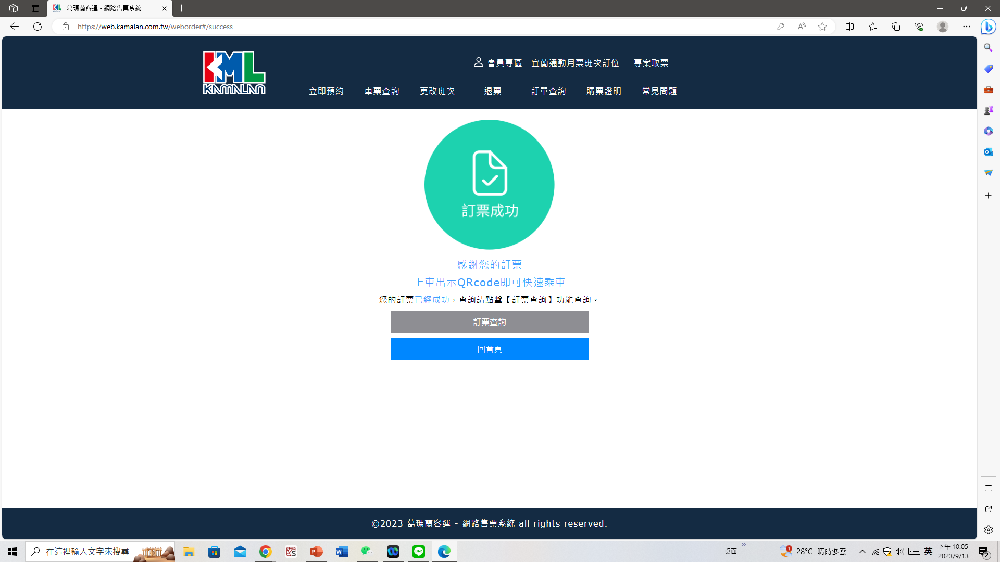 葛瑪蘭客運 - 網路售票系統
https://web.kamalan.com.tw/weborder#/success
KML
KAMALAN
會員專區 宜蘭通勤月票班次訂位 專案取票
立即預約 車票查詢 更改班次 退票 訂單查詢 購票證明 常見問題
訂票成功
感謝您的訂票
上車出示QRcode即可快速乘車
您的訂票已經成功，查詢請點擊【訂票查詢】功能查詢。
訂票查詢
回首頁
©2023 葛瑪蘭客運 - 網路售票系統 all rights reserved.
在這裡輸入文字來搜尋
桌面
1
28°C 晴時多雲
英
下午 10:05
2023/9/13
2